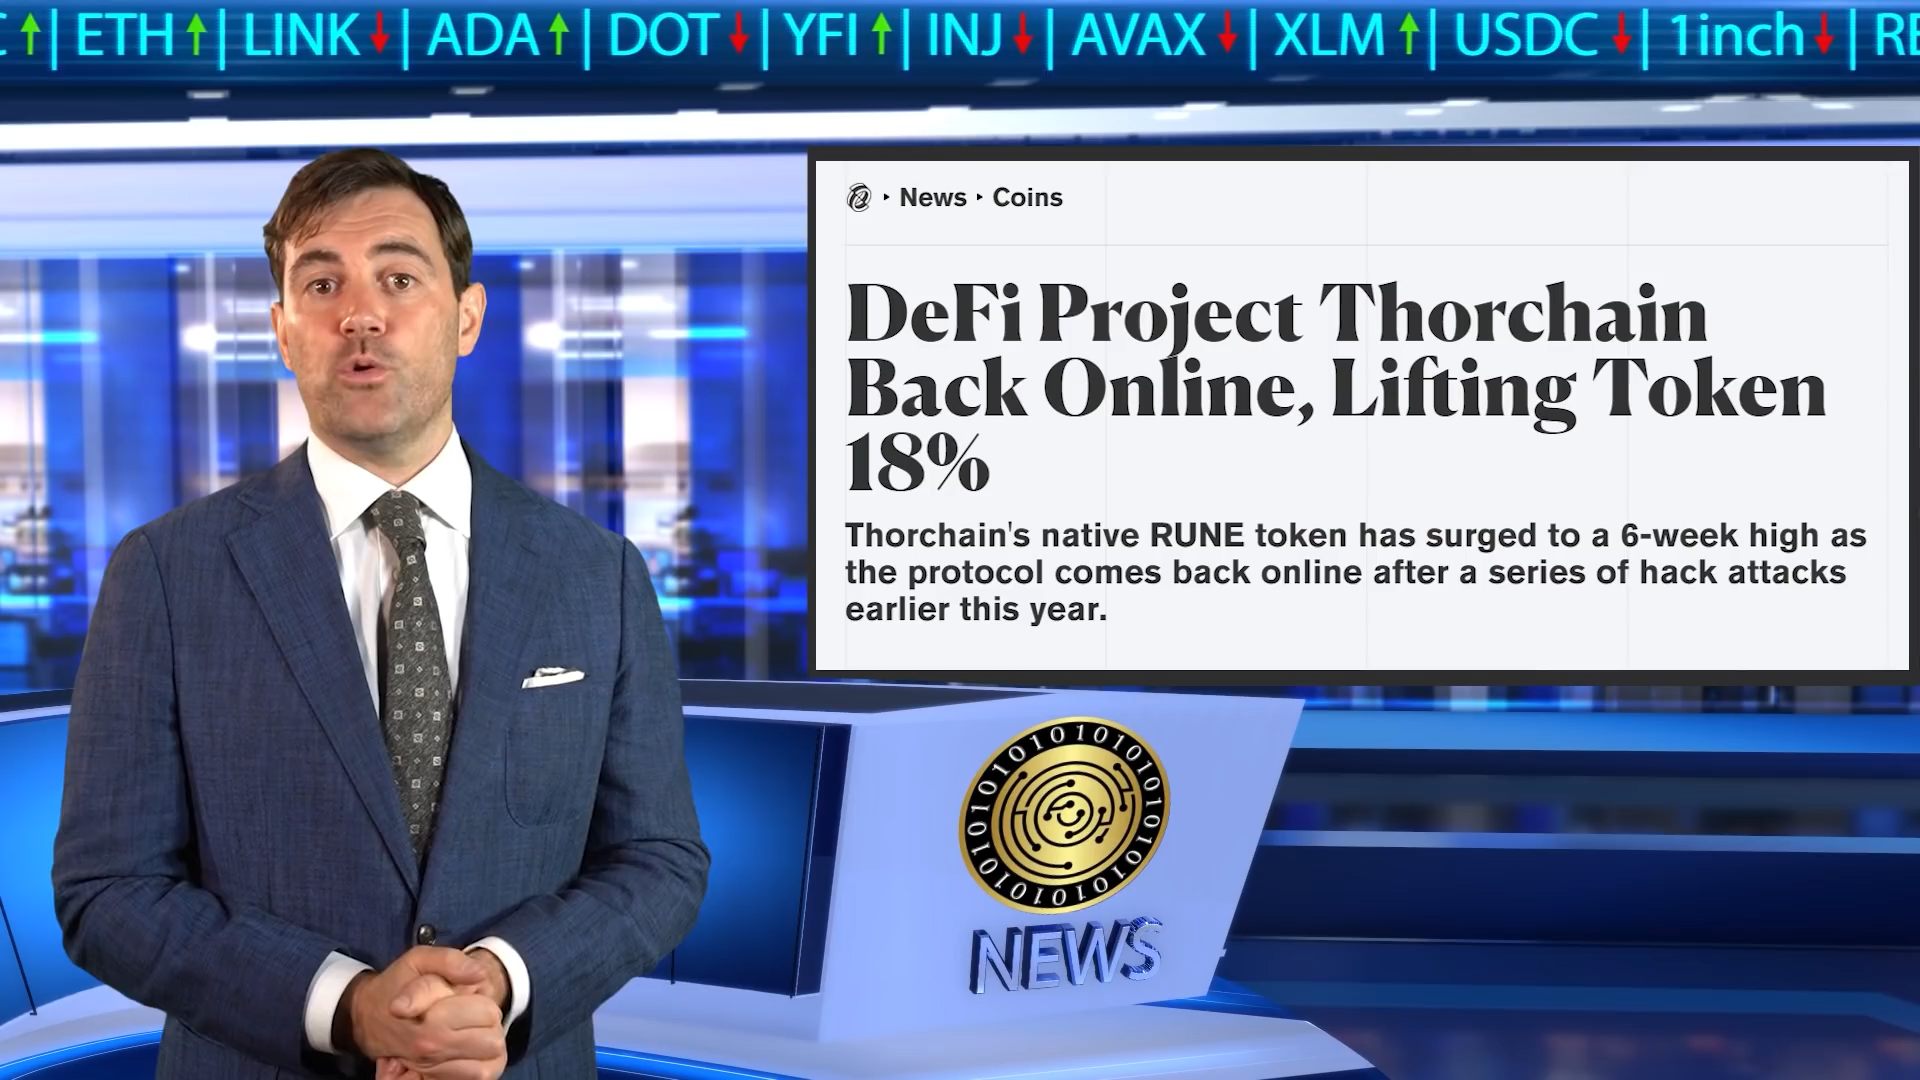 C↑| ETH↑| LINK↓| ADA↑| DOT↓| YFI↑| INJ↓| AVAX↓| XLM↑| USDC↓| 1inch↓| RE
News ‣ Coins
DeFi Project Thorchain
Back Online, Lifting Token
18%
Thorchain's native RUNE token has surged to a 6-week high as
the protocol comes back online after a series of hack attacks
earlier this year.
NEWS